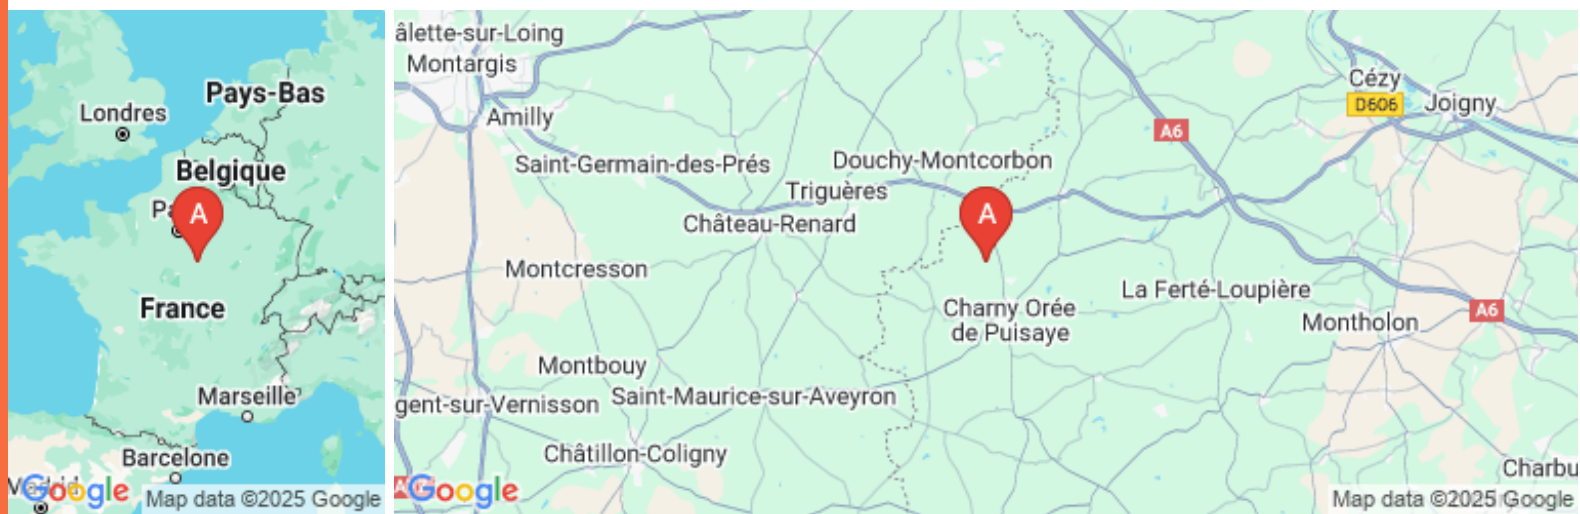 Londres
Pays-Bas
Belgique
A
France
Marseille
Barcelone
Google
Map data ©2025 Google
âlette-sur-Loing
Montargis
Amilly
Cézy
D606
Joigny
A6
Saint-Germain-des-Prés
Douchy-Montcorbon
Triguères
A
Château-Renard
Montcresson
La Ferté-Loupière
Charny Orée
de Puisaye
A6
Montholon
Montbouy
gent-sur-Vernisson
Saint-Maurice-sur-Aveyron
Châtillon-Coligny
Charbu
Google
Map data ©2025 Google